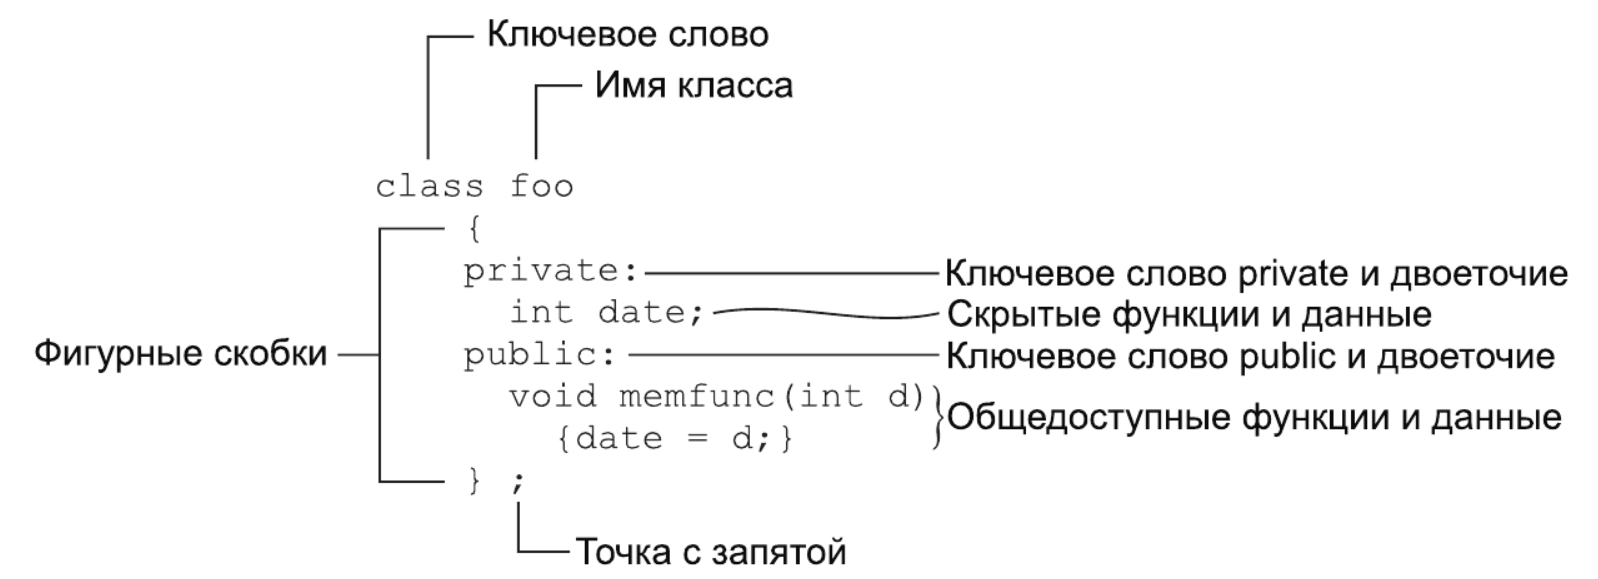 Ключевое слово
Имя класса
class foo
{
private: Ключевое слово private и двоеточие
int date; Скрытые функции и данные
Фигурные скобки public: Ключевое слово public и двоеточие
void memfunc(int d)
Общедоступные функции и данные
{date = d;}
} ;
Точка с запятой